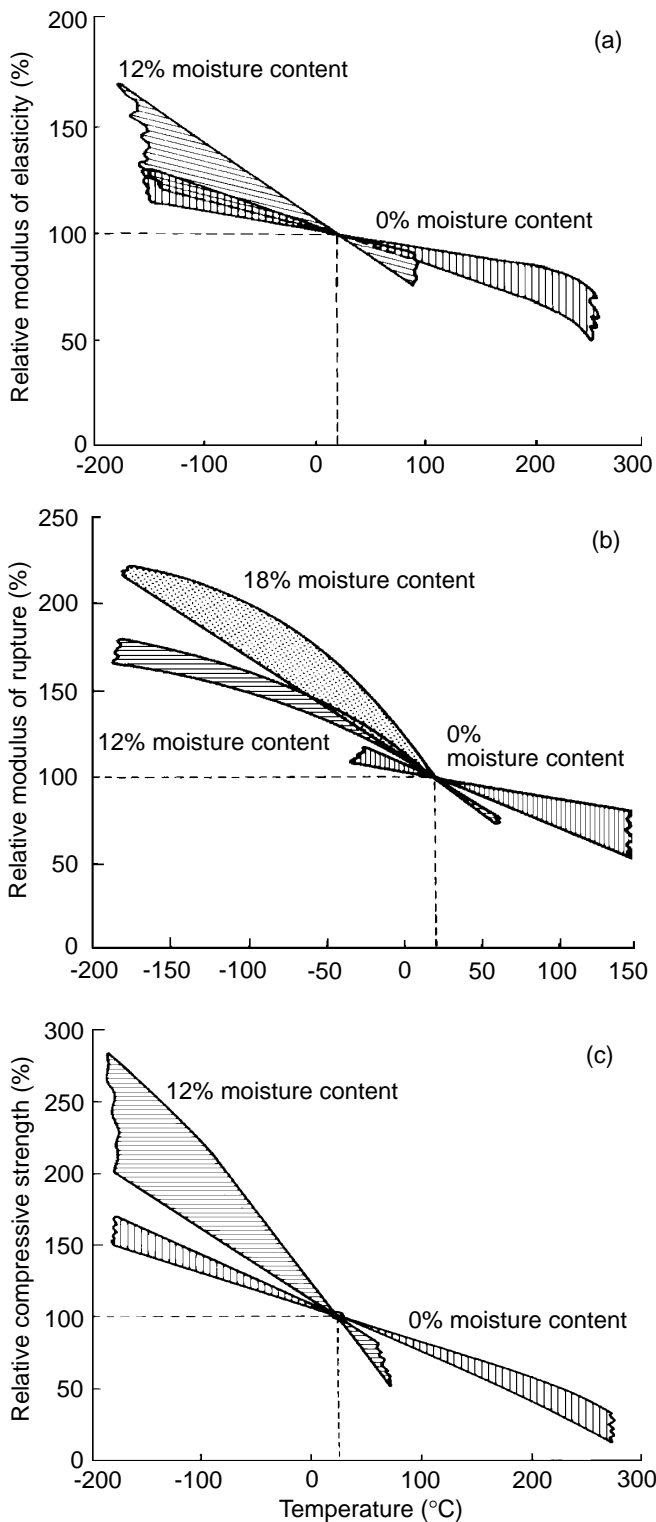 (a)
Relative modulus of elasticity (%)
200
150
100
50
0
12% moisture content
0% moisture content
-200 -100 0 100 200 300
(b)
Relative modulus of rupture (%)
250
200
150
100
50
0
18% moisture content
12% moisture content
0%
moisture content
-200 -150 -100 -50 0 50 100 150
(c)
Relative compressive strength (%)
300
250
200
150
100
50
0
12% moisture content
0% moisture content
-200 -100 0 100 200 300
Temperature (°C)